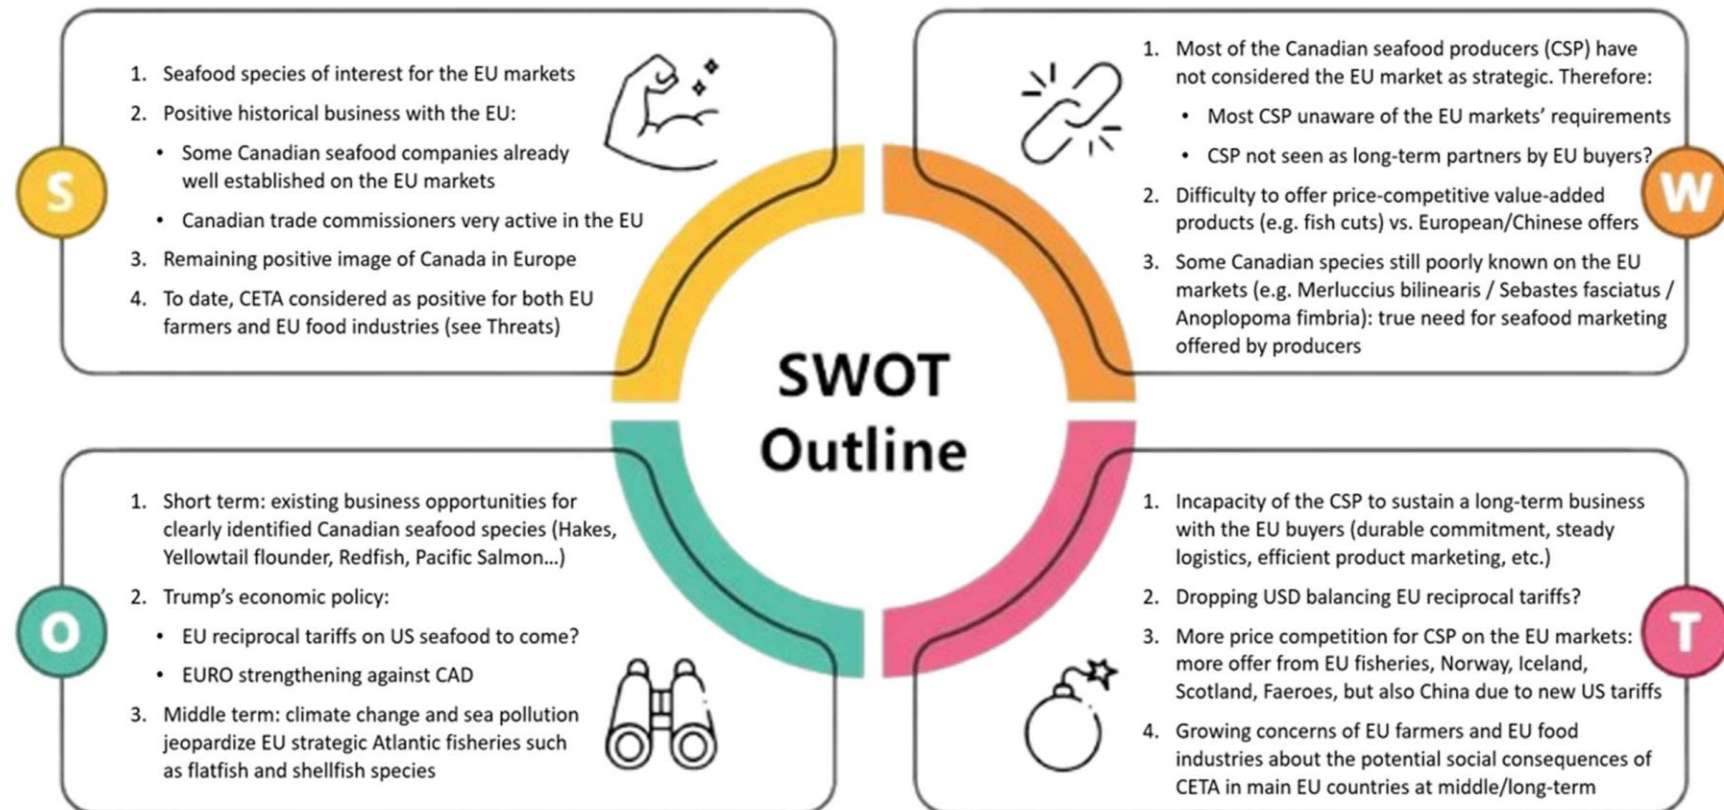 1. Seafood species of interest for the EU markets
2. Positive historical business with the EU:
• Some Canadian seafood companies already
well established on the EU markets
• Canadian trade commissioners very active in the EU
3. Remaining positive image of Canada in Europe
4. To date, CETA considered as positive for both EU
farmers and EU food industries (see Threats)
S
1. Most of the Canadian seafood producers (CSP) have
not considered the EU market as strategic. Therefore:
• Most CSP unaware of the EU markets' requirements
• CSP not seen as long-term partners by EU buyers?
2. Difficulty to offer price-competitive value-added
products (e.g. fish cuts) vs. European/Chinese offers
3. Some Canadian species still poorly known on the EU
markets (e.g. Merluccius bilinearis / Sebastes fasciatus /
Anoplopoma fimbria): true need for seafood marketing
offered by producers
W
SWOT
Outline
1. Short term: existing business opportunities for
clearly identified Canadian seafood species (Hakes,
Yellowtail flounder, Redfish, Pacific Salmon...)
2. Trump's economic policy:
• EU reciprocal tariffs on US seafood to come?
• EURO strengthening against CAD
3. Middle term: climate change and sea pollution
jeopardize EU strategic Atlantic fisheries such
as flatfish and shellfish species
O
1. Incapacity of the CSP to sustain a long-term business
with the EU buyers (durable commitment, steady
logistics, efficient product marketing, etc.)
2. Dropping USD balancing EU reciprocal tariffs?
3. More price competition for CSP on the EU markets:
more offer from EU fisheries, Norway, Iceland,
Scotland, Faeroes, but also China due to new US tariffs
4. Growing concerns of EU farmers and EU food
industries about the potential social consequences of
CETA in main EU countries at middle/long-term
T